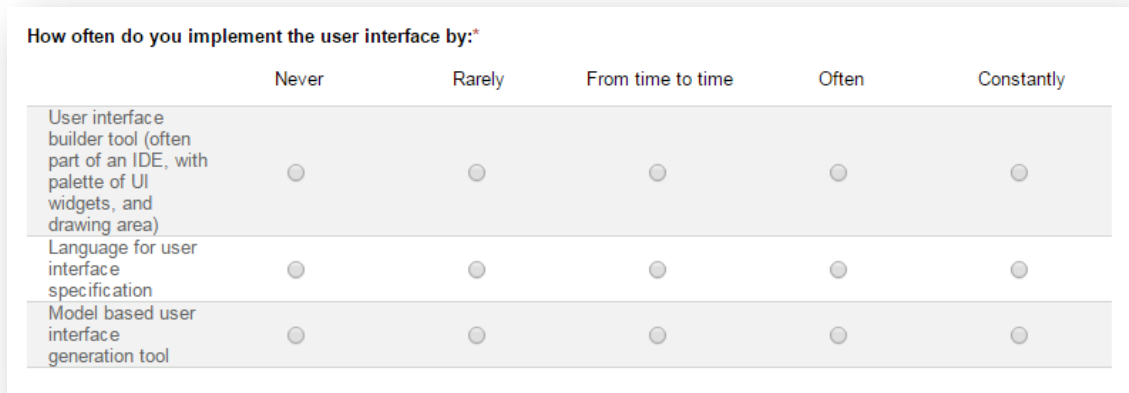 How often do you implement the user interface by:*
Never Rarely From time to time Often Constantly
User interface
builder tool (often
part of an IDE, with
palette of UI
widgets, and
drawing area)
Language for user
interface
specification
Model based user
interface
generation tool